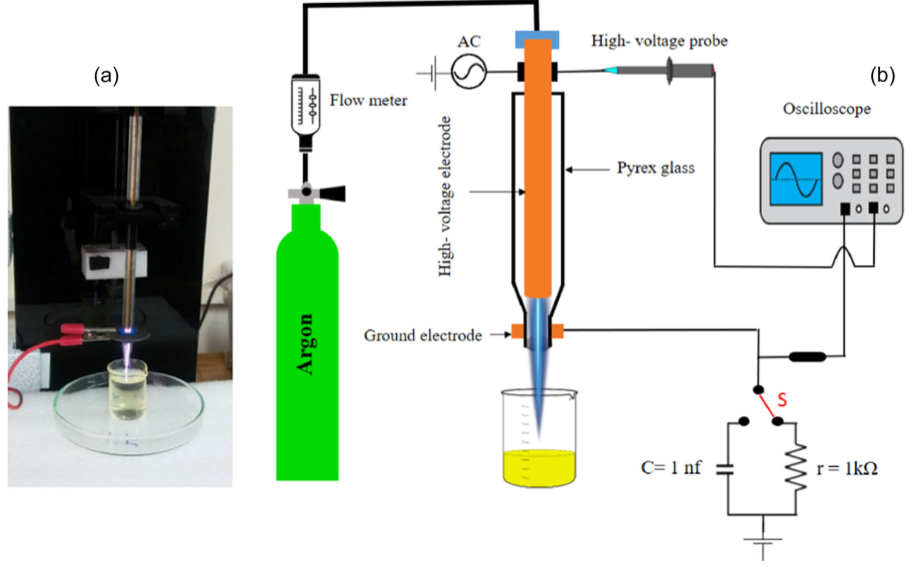 (a)
AC
High- voltage probe
(b)
Flow meter
Oscilloscope
High- voltage electrode
Pyrex glass
Argon
Ground electrode
S
C= 1 nf
r = 1kΩ